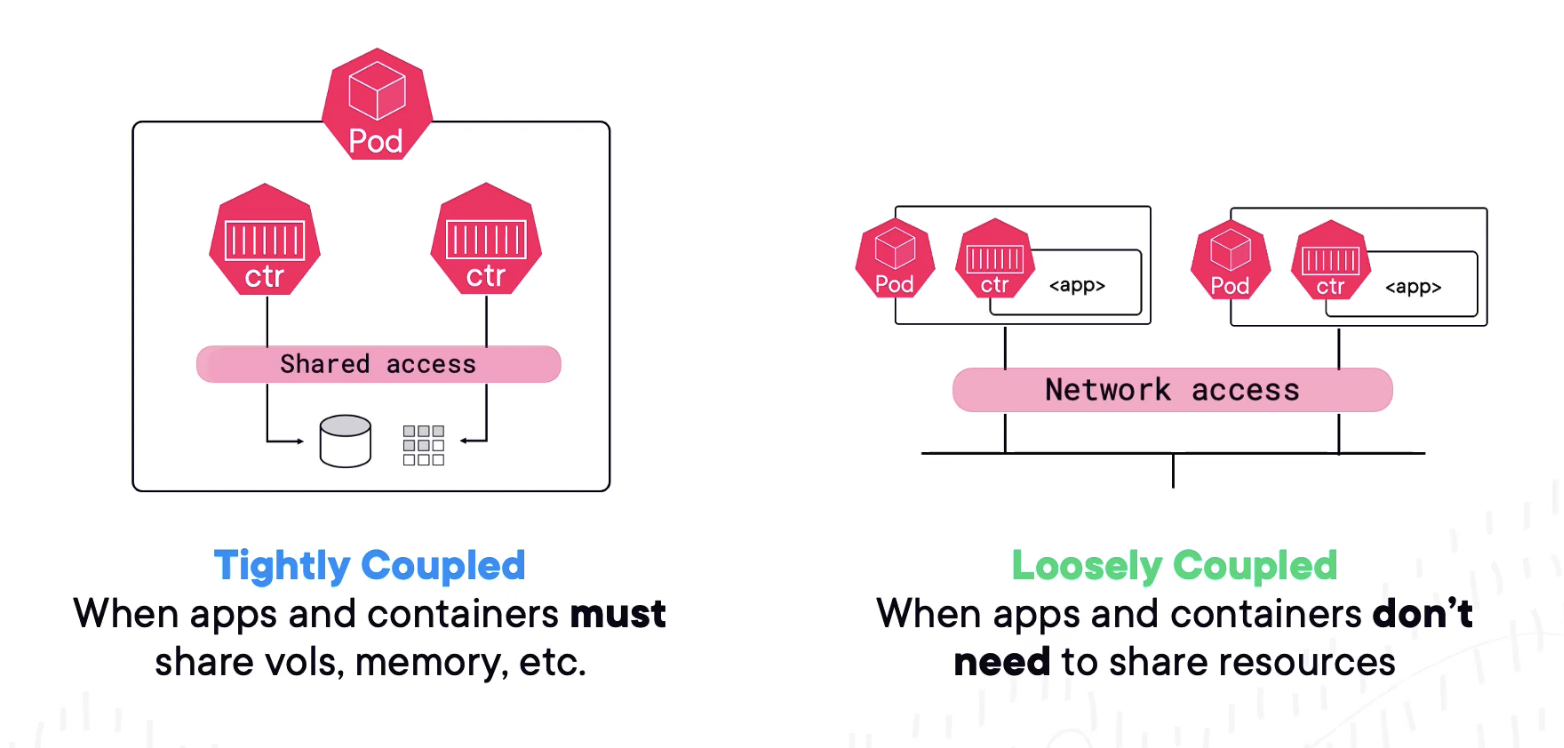 Pod
ctr
ctr
Shared access
Tightly Coupled
When apps and containers must
share vols, memory, etc.
Pod
ctr
<app>
Pod
ctr
<app>
Network access
Loosely Coupled
When apps and containers don’t
need to share resources